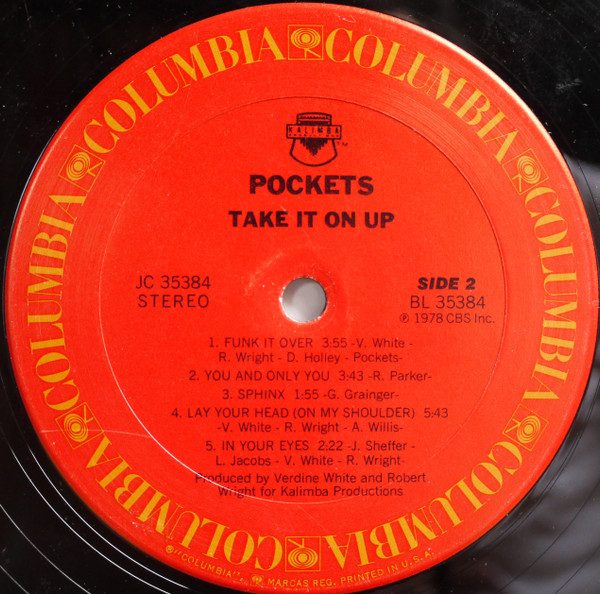 COLUMBIA COLUMBIA COLUMBIA COLUMBIA COLUMBIA COLUMBIA COLUMBIA COLUMBIA
KALIMBA
TM
POCKETS
TAKE IT ON UP
JC 35384
STEREO
SIDE 2
BL 35384
℗ 1978 CBS Inc.
1. FUNK IT OVER 3:55 -V. White -
R. Wright - D. Holley - Pockets-
2. YOU AND ONLY YOU 3:43 -R. Parker-
3. SPHINX 1:55 -G. Grainger-
4. LAY YOUR HEAD (ON MY SHOULDER) 5:43
-V. White - R. Wright - A. Willis-
5. IN YOUR EYES 2:22 -J. Sheffer -
L. Jacobs - V. White - R. Wright-
Produced by Verdine White and Robert
Wright for Kalimba Productions
® "COLUMBIA", MARCAS REG. PRINTED IN U.S.A.